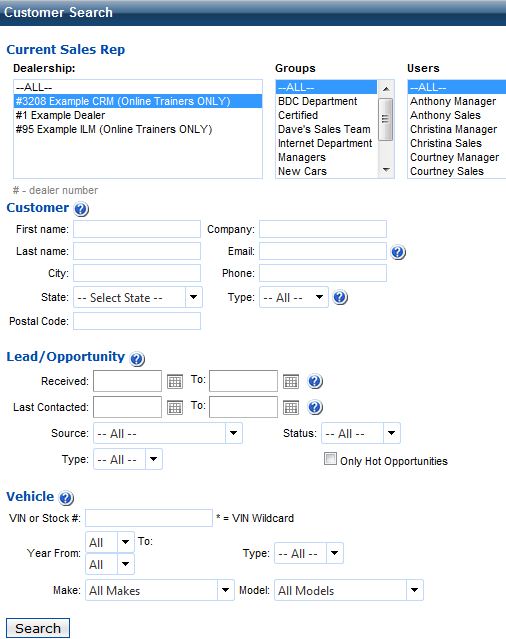 Customer Search
Current Sales Rep
Dealership:
--ALL--
#3208 Example CRM (Online Trainers ONLY)
#1 Example Dealer
#95 Example ILM (Online Trainers ONLY)
# - dealer number
Groups
--ALL--
BDC Department
Certified
Dave's Sales Team
Internet Department
Managers
New Cars
Users
--ALL--
Anthony Manager
Anthony Sales
Christina Manager
Christina Sales
Courtney Manager
Courtney Sales
Customer ?
First name: Company:
Last name: Email: ?
City: Phone:
State: -- Select State -- Type: -- All -- ?
Postal Code:
Lead/Opportunity ?
Received: To: ?
Last Contacted: To: ?
Source: -- All -- Status: -- All --
Type: -- All -- Only Hot Opportunities
Vehicle ?
VIN or Stock #: * = VIN Wildcard
Year From: All To: All Type: -- All --
Make: All Makes Model: All Models
Search